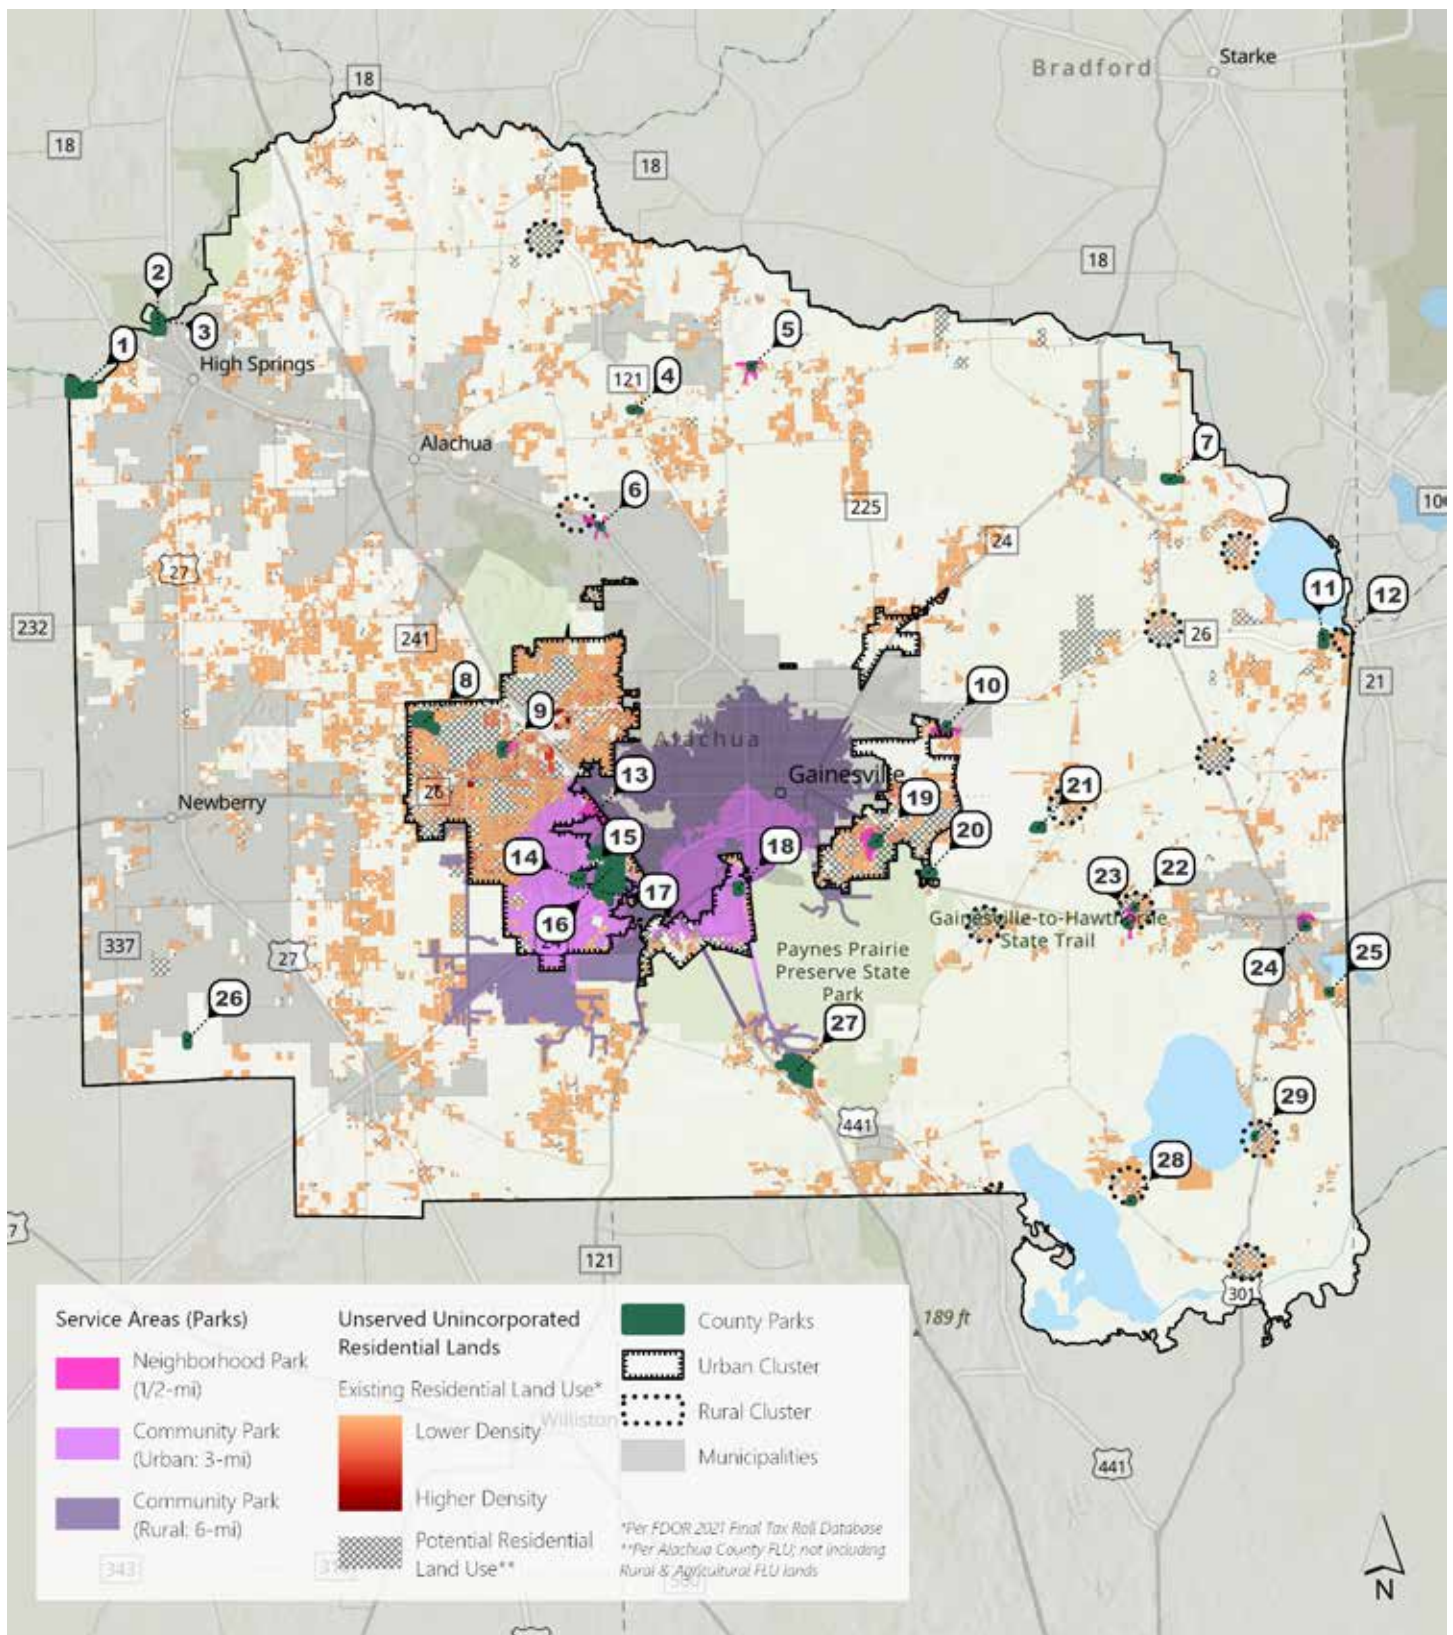 Starke
Bradford
18
18
18
2
3
1
High Springs
5
18
121
4
Alachua
7
6
225
10
24
27
11
12
232
26
241
21
8
10
9
Alachua
13
Gainesville
26
Newberry
19
21
15
20
14
18
23
22
17
16
Gainesville-to-Hawthorne
State Trail
337
27
Paynes Prairie
Preserve State
Park
24
25
26
27
29
441
28
7
121
301
189 ft
Service Areas (Parks)
Neighborhood Park
(1/2-mi)
Community Park
(Urban: 3-mi)
Community Park
(Rural: 6-mi)
Unserved Unincorporated
Residential Lands
Existing Residential Land Use*
Williston
Lower Density
Higher Density
Potential Residential
Land Use**
County Parks
Urban Cluster
Rural Cluster
Municipalities
*Per FDOR 2021 Final Tax Roll Database
**Per Alachua County FLU; not including
Rural & Agricultural FLU lands
441
343
N